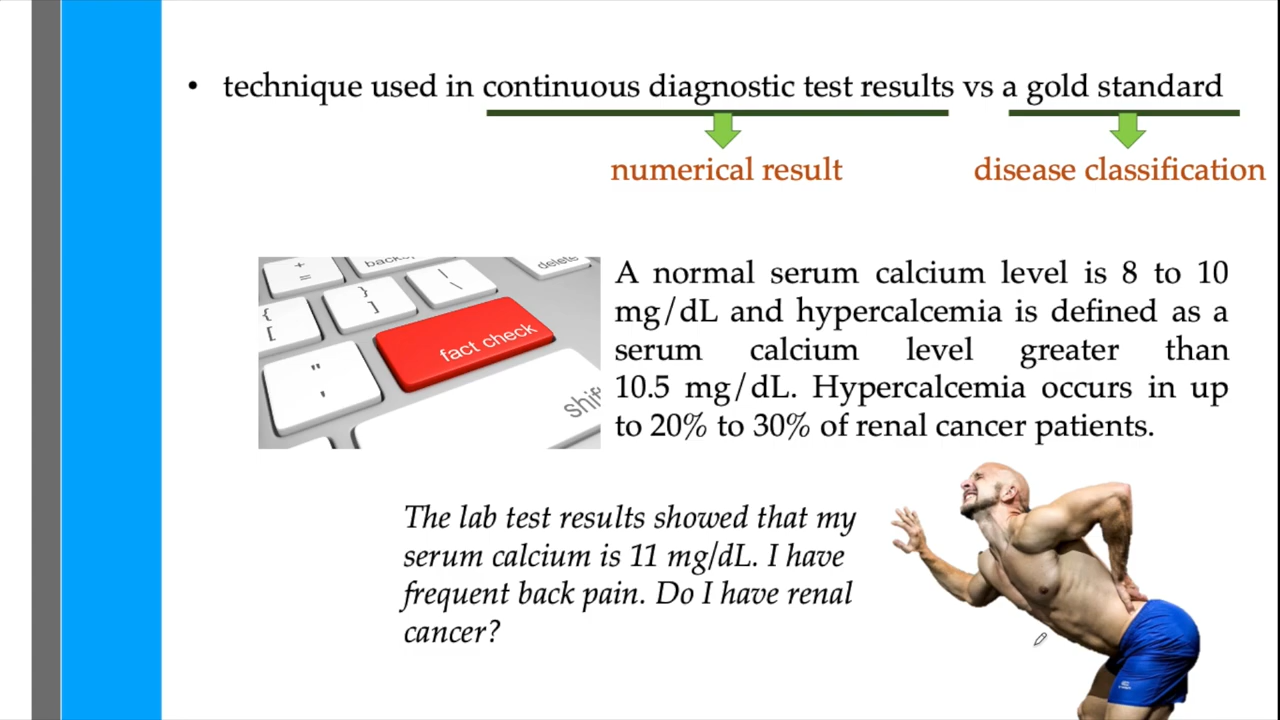 • technique used in continuous diagnostic test results vs a gold standard
numerical result
disease classification
+
=
backs
delete
}
]
|
\
{
[
fact check
"
'
shift
A normal serum calcium level is 8 to 10
mg/dL and hypercalcemia is defined as a
serum calcium level greater than
10.5 mg/dL. Hypercalcemia occurs in up
to 20% to 30% of renal cancer patients.
The lab test results showed that my
serum calcium is 11 mg/dL. I have
frequent back pain. Do I have renal
cancer?